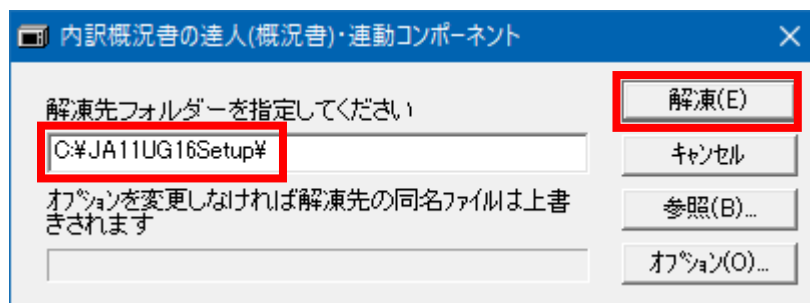 内訳概況書の達人(概況書)・連動コンポーネント
解凍先フォルダーを指定してください
解凍(E)
C:¥JA11UG16Setup¥
キャンセル
オプションを変更しなければ解凍先の同名ファイルは上書
きされます
参照(B)...
オプション(O)...